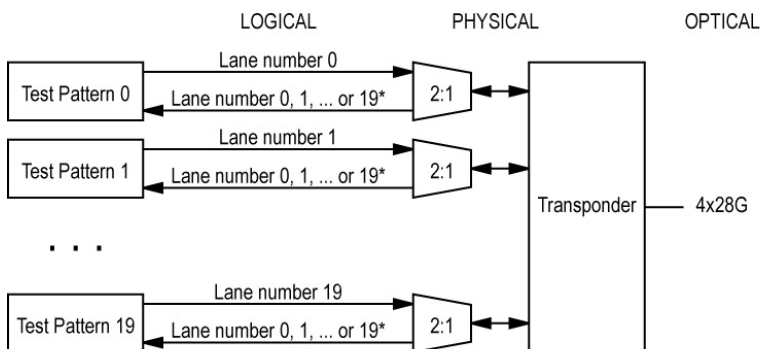 LOGICAL PHYSICAL OPTICAL
Lane number 0
Test Pattern 0
Lane number 0, 1, ... or 19*
2:1
Lane number 1
Test Pattern 1
Lane number 0, 1, ... or 19*
2:1
Transponder
4x28G
. . .
Lane number 19
Test Pattern 19
Lane number 0, 1, ... or 19*
2:1